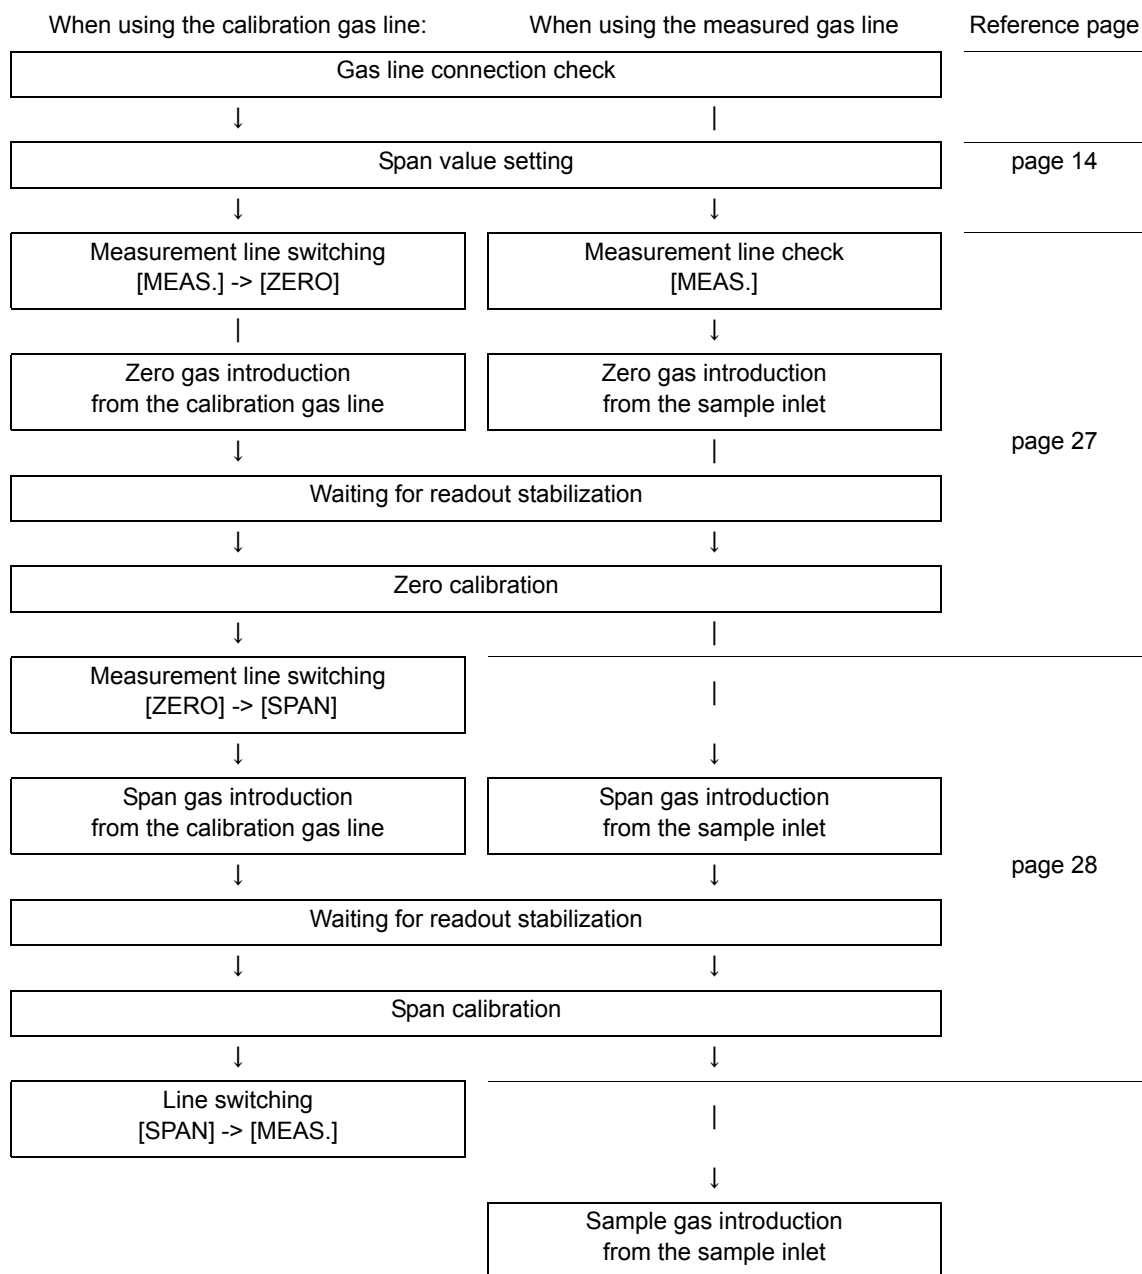 When using the calibration gas line: When using the measured gas line Reference page
Gas line connection check
↓ |
Span value setting page 14
↓ ↓
Measurement line switching Measurement line check
[MEAS.] -> [ZERO] [MEAS.]
| ↓
Zero gas introduction Zero gas introduction
from the calibration gas line from the sample inlet
page 27
↓ |
Waiting for readout stabilization
↓ ↓
Zero calibration
↓ |
Measurement line switching
[ZERO] -> [SPAN] |
↓ ↓
Span gas introduction Span gas introduction
from the calibration gas line from the sample inlet
page 28
↓ ↓
Waiting for readout stabilization
↓ ↓
Span calibration
↓ ↓
Line switching
[SPAN] -> [MEAS.] |
↓
Sample gas introduction
from the sample inlet